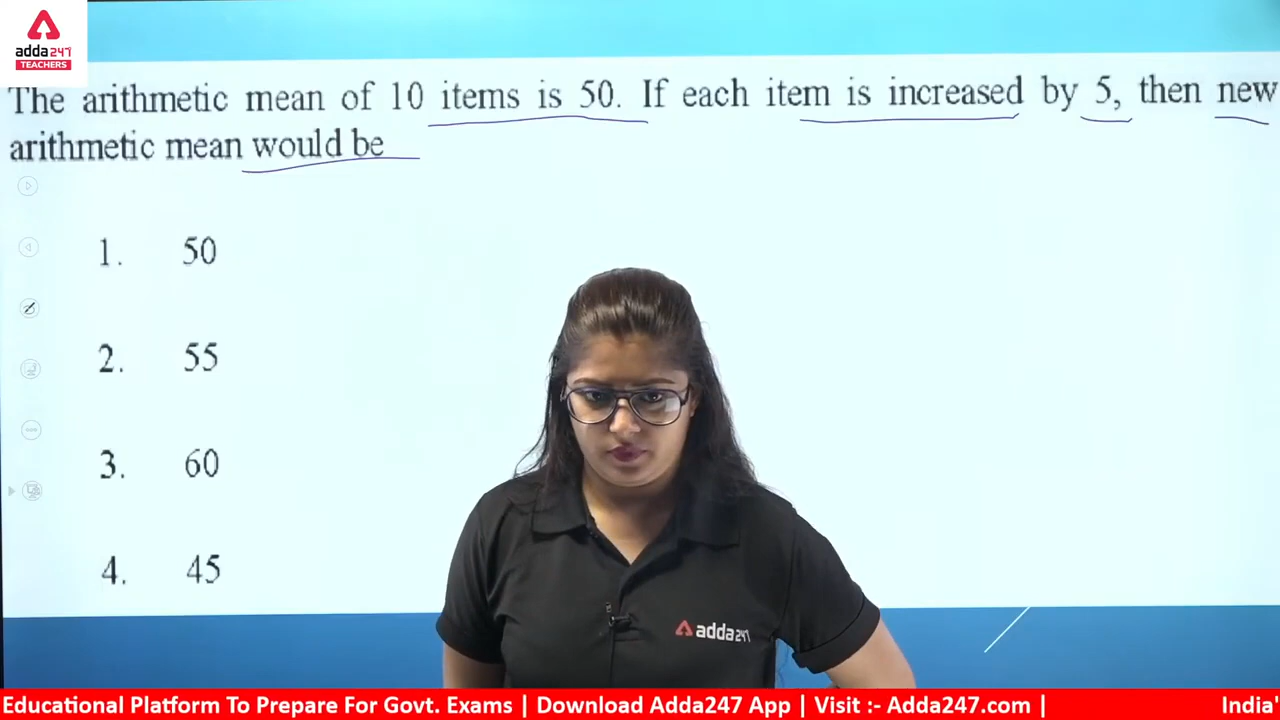 adda247
TEACHERS
The arithmetic mean of 10 items is 50. If each item is increased by 5, then new
arithmetic mean would be
1. 50
2. 55
3. 60
4. 45
adda247
Educational Platform To Prepare For Govt. Exams | Download Adda247 App | Visit :- Adda247.com | India'